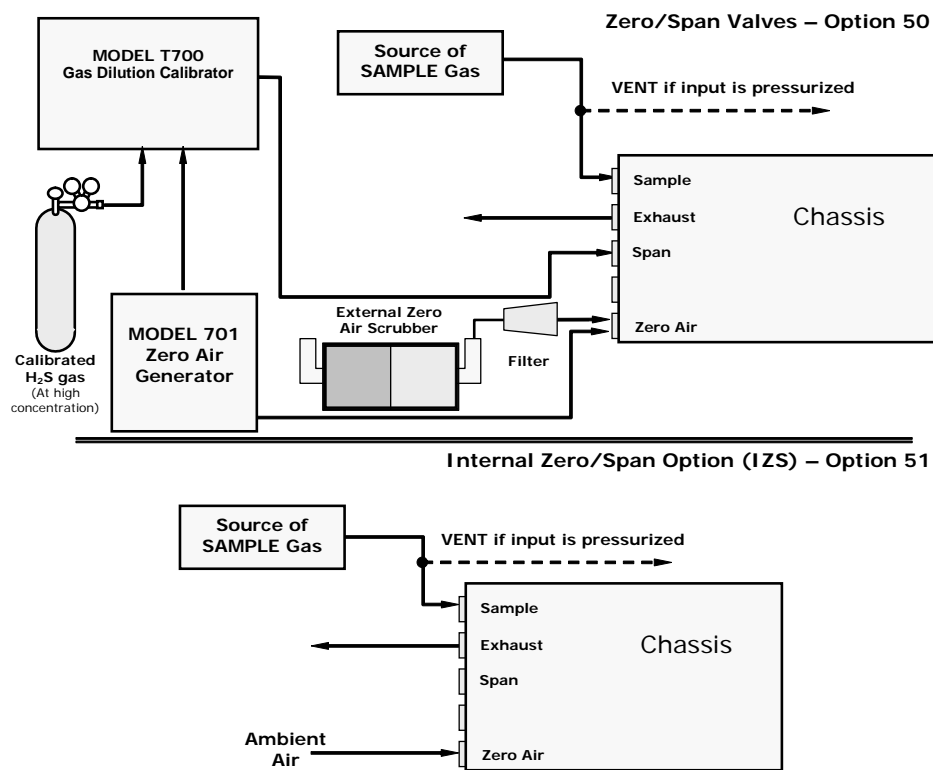 Zero/Span Valves – Option 50
MODEL T700
Gas Dilution Calibrator
Source of
SAMPLE Gas
VENT if input is pressurized
Sample
Exhaust
Span
Zero Air
Chassis
Calibrated
H₂S gas
(At high
concentration)
MODEL 701
Zero Air
Generator
External Zero
Air Scrubber
Filter
Internal Zero/Span Option (IZS) – Option 51
Source of
SAMPLE Gas
VENT if input is pressurized
Sample
Exhaust
Span
Zero Air
Chassis
Ambient
Air